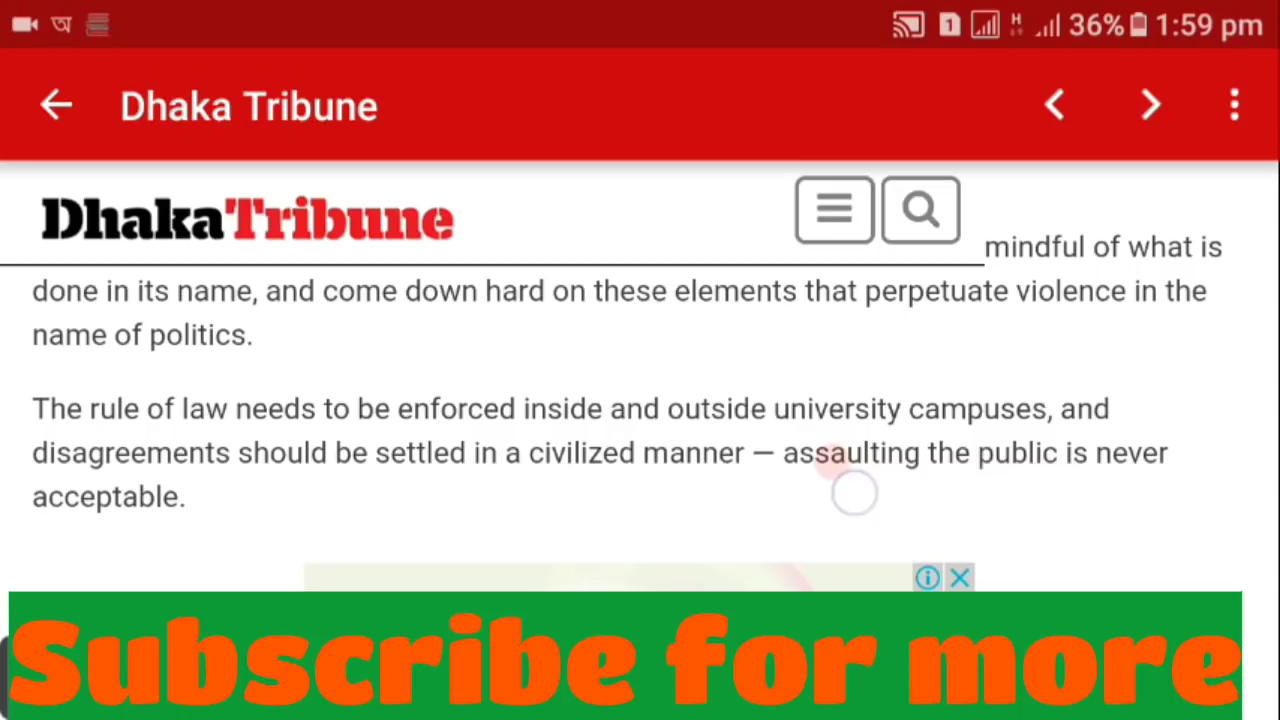 অ 1 H 36% 1:59 pm
Dhaka Tribune
DhakaTribune
mindful of what is
done in its name, and come down hard on these elements that perpetuate violence in the
name of politics.
The rule of law needs to be enforced inside and outside university campuses, and
disagreements should be settled in a civilized manner — assaulting the public is never
acceptable.
Subscribe for more